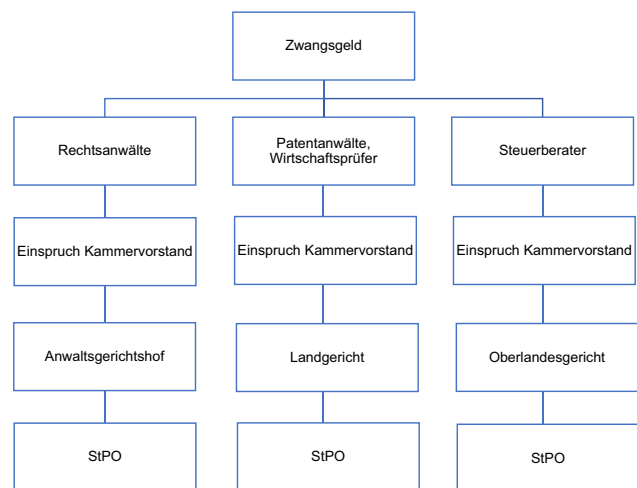 Zwangsgeld
Rechtsanwälte
Patentanwälte,
Wirtschaftsprüfer
Steuerberater
Einspruch Kammervorstand
Einspruch Kammervorstand
Einspruch Kammervorstand
Anwaltsgerichtshof
Landgericht
Oberlandesgericht
StPO
StPO
StPO